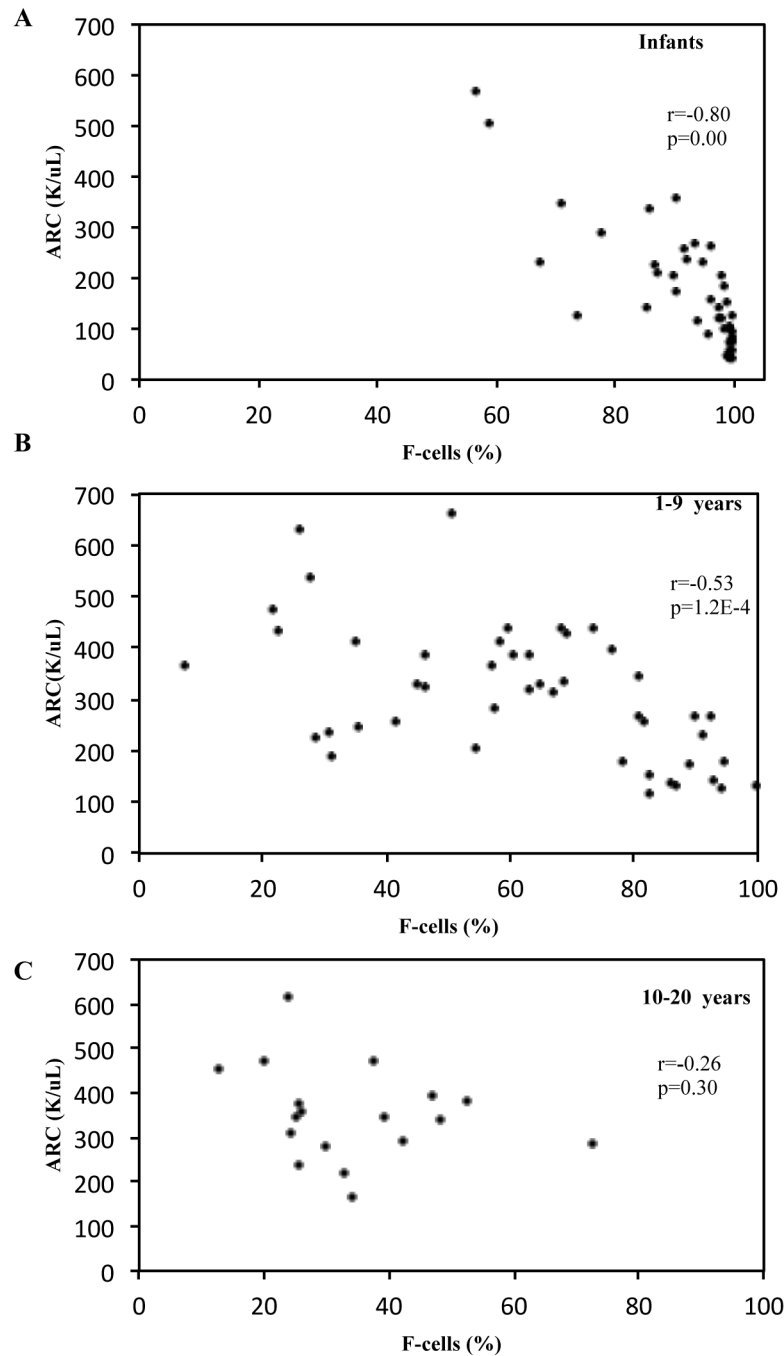 A
Infants
r=-0.80
p=0.00
ARC (K/uL)
700
600
500
400
300
200
100
0
0 20 40 60 80 100
F-cells (%)
B
1-9 years
r=-0.53
p=1.2E-4
ARC(K/uL)
700
600
500
400
300
200
100
0
0 20 40 60 80 100
F-cells (%)
C
10-20 years
r=-0.26
p=0.30
ARC (K/uL)
700
600
500
400
300
200
100
0
0 20 40 60 80 100
F-cells (%)